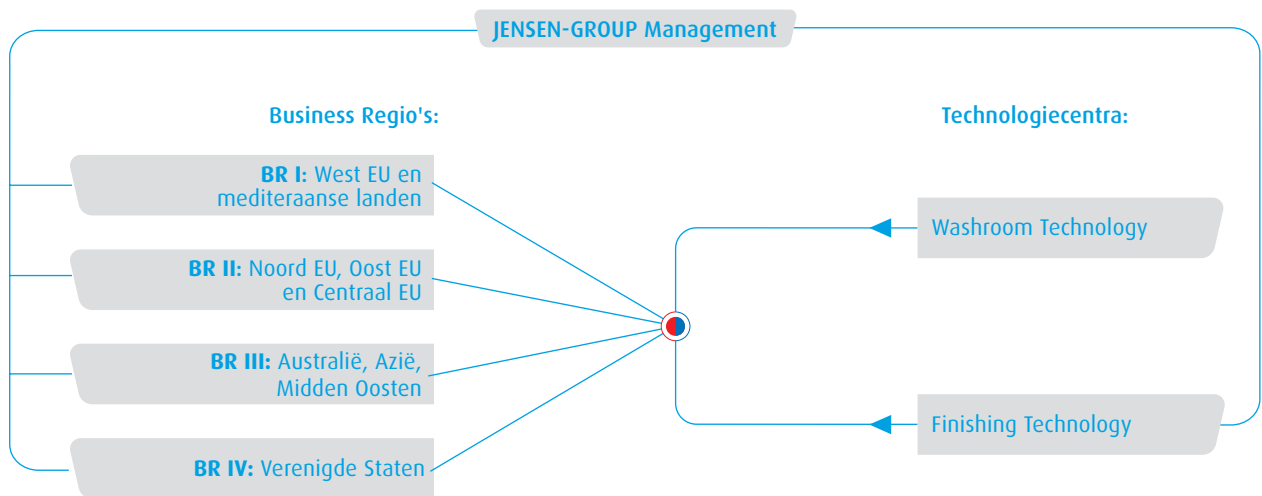 JENSEN-GROUP Management
Business Regio's:
BR I: West EU en
mediteraanse landen
BR II: Noord EU, Oost EU
en Centraal EU
BR III: Australië, Azië,
Midden Oosten
BR IV: Verenigde Staten
Technologiecentra:
Washroom Technology
Finishing Technology